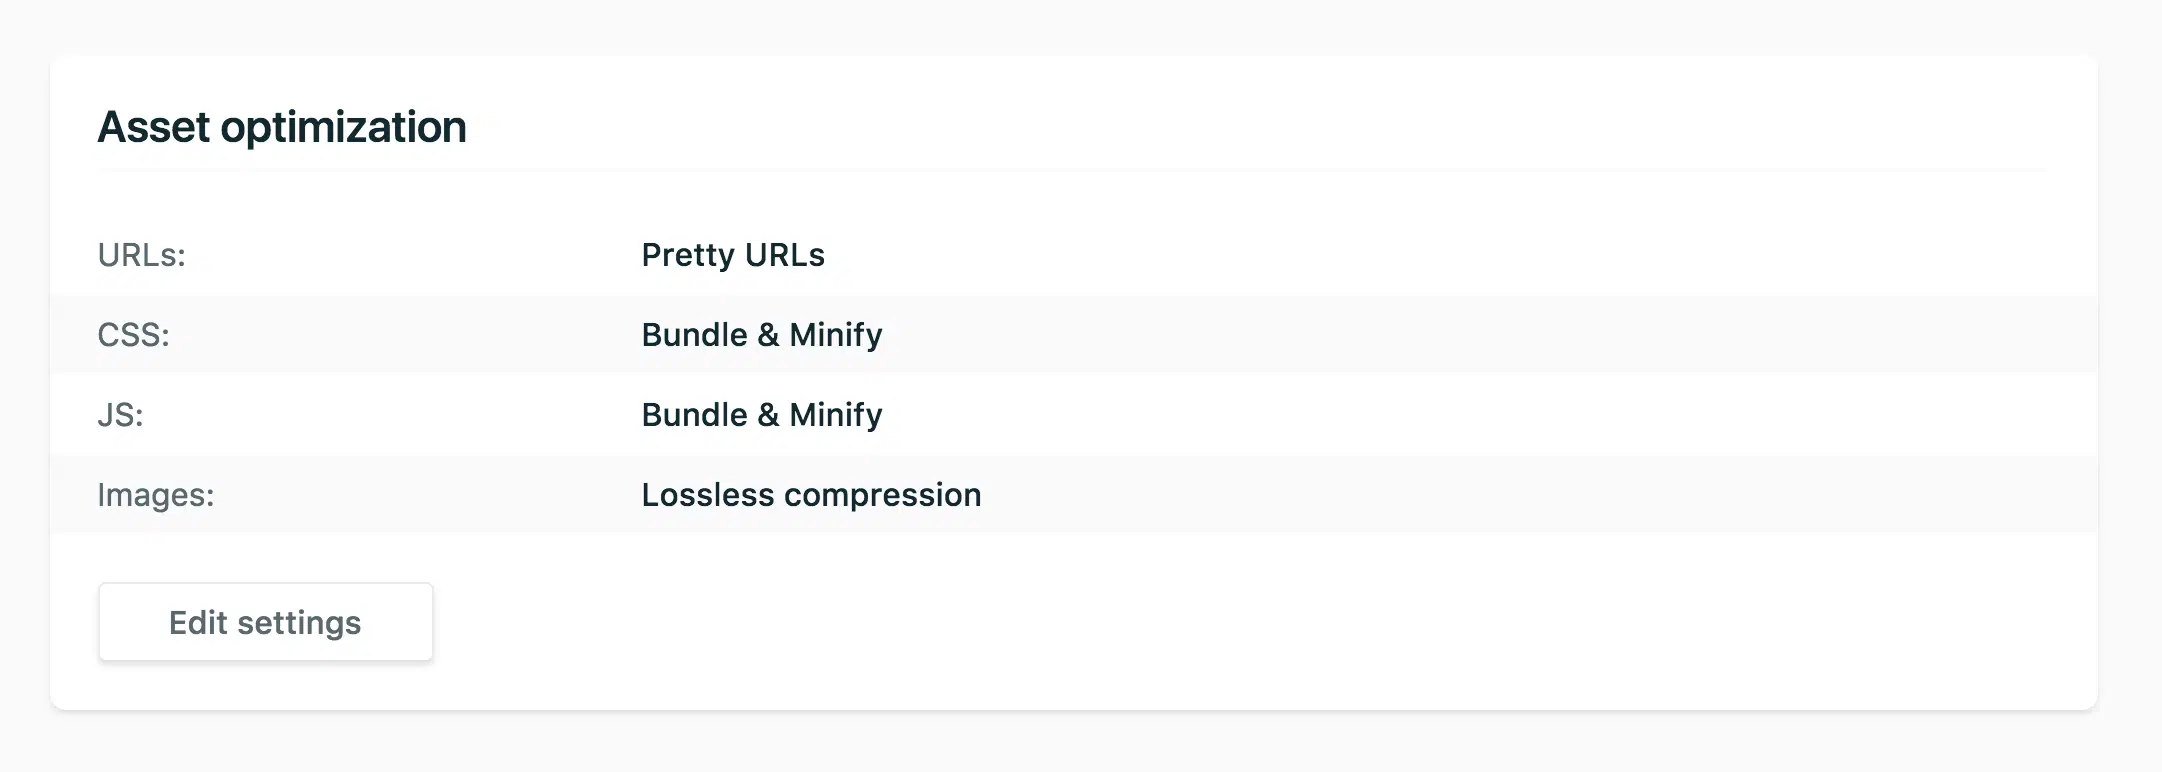 Asset optimization
URLs: Pretty URLs
CSS: Bundle & Minify
JS: Bundle & Minify
Images: Lossless compression
Edit settings